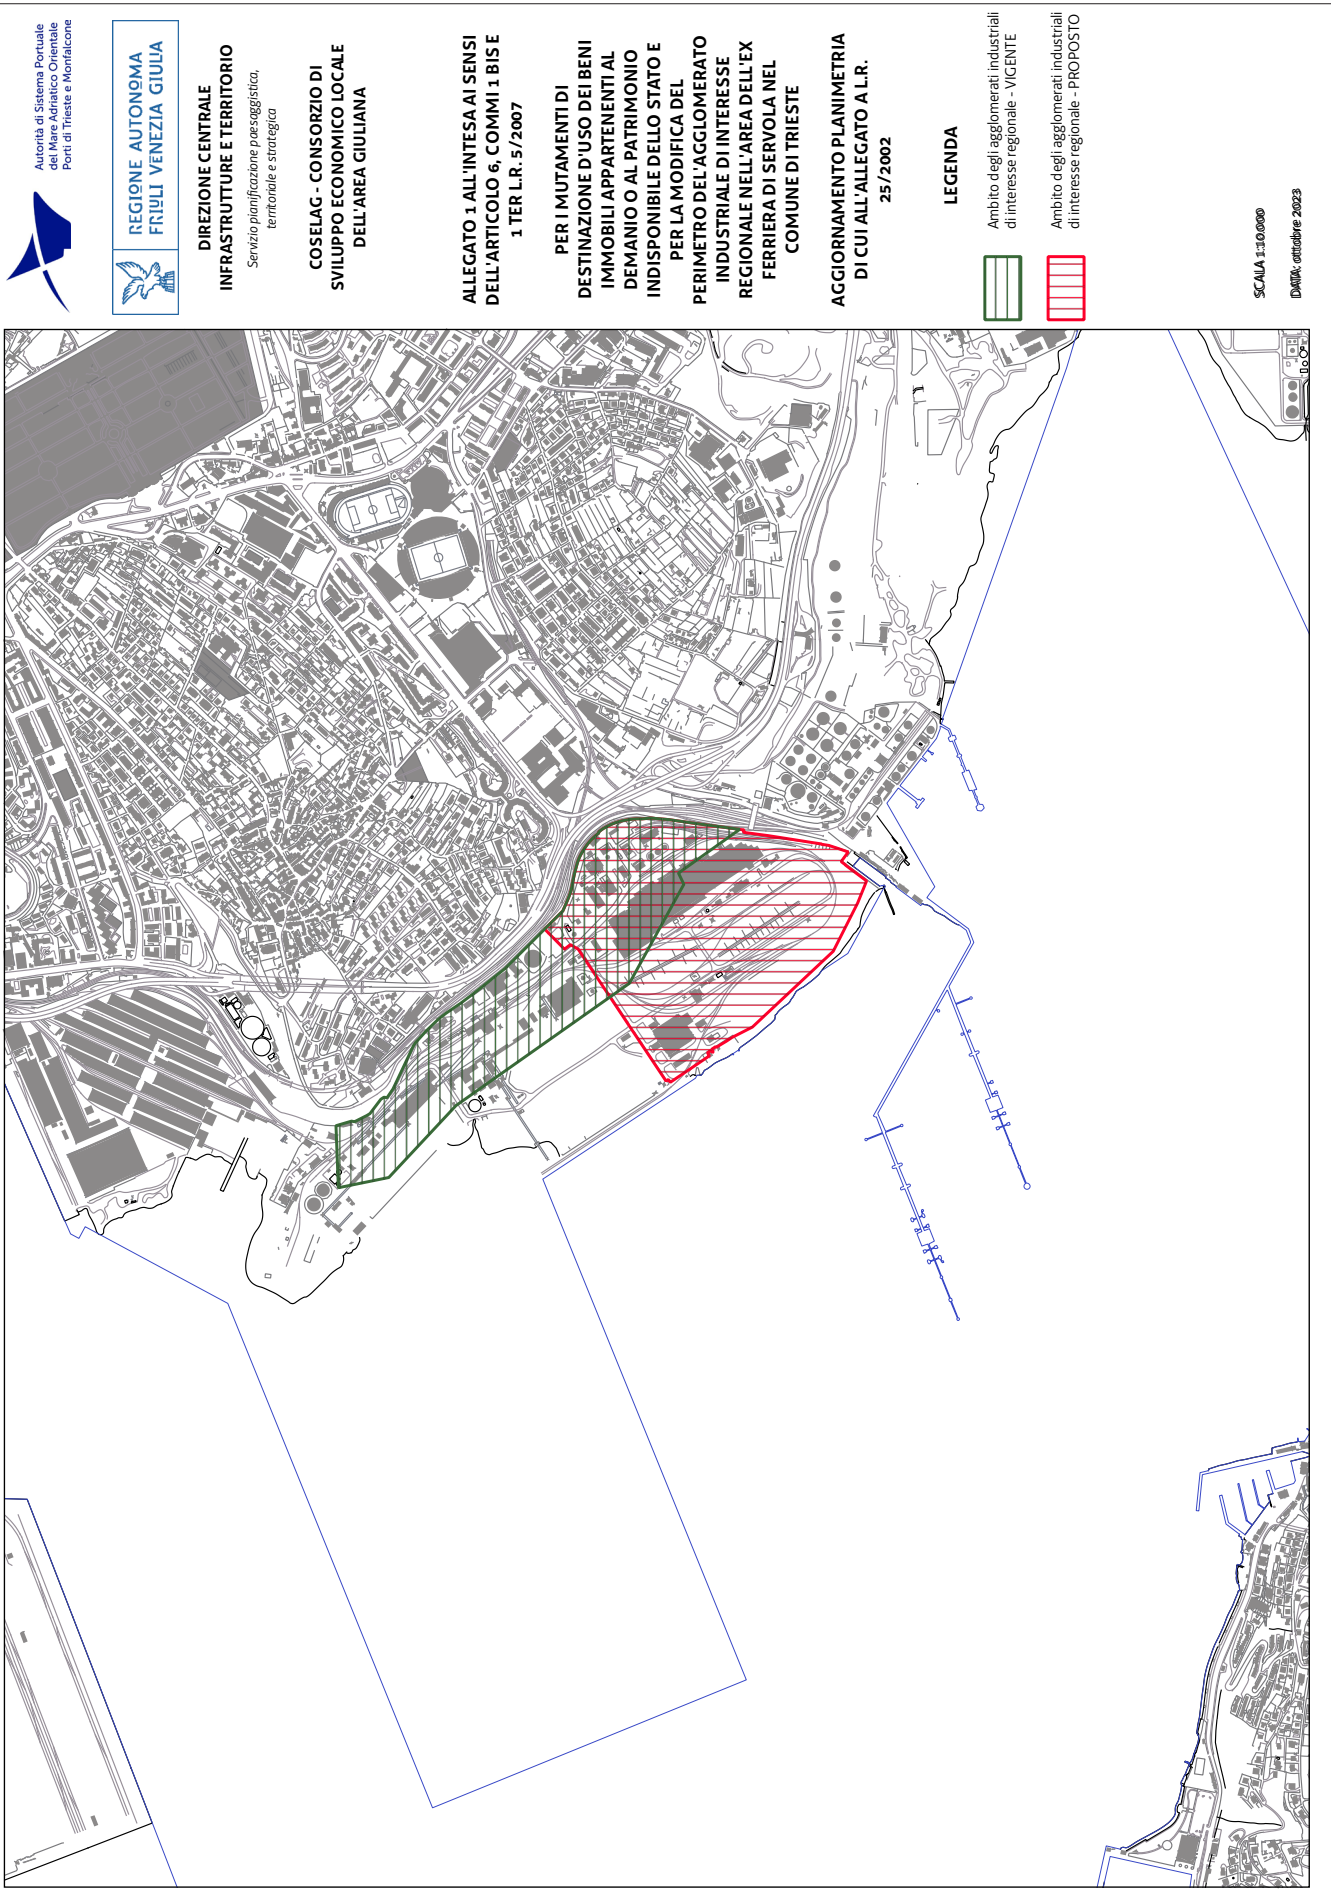 Autorità di Sistema Portuale
del Mare Adriatico Orientale
Porti di Trieste e Monfalcone
REGIONE AUTONOMA
FRIULI VENEZIA GIULIA
DIREZIONE CENTRALE
INFRASTRUTTURE E TERRITORIO
Servizio pianificazione paesaggistica,
territoriale e strategica
COSELAG - CONSORZIO DI
SVILUPPO ECONOMICO LOCALE
DELL'AREA GIULIANA
ALLEGATO 1 ALL'INTESA AI SENSI
DELL'ARTICOLO 6, COMMI 1 BIS E
1 TER L.R. 5/2007
PER I MUTAMENTI DI
DESTINAZIONE D'USO DEI BENI
IMMOBILI APPARTENENTI AL
DEMANIO O AL PATRIMONIO
INDISPONIBILE DELLO STATO E
PER LA MODIFICA DEL
PERIMETRO DELL'AGGLOMERATO
INDUSTRIALE DI INTERESSE
REGIONALE NELL'AREA DELL'EX
FERRIERA DI SERVOLA NEL
COMUNE DI TRIESTE
AGGIORNAMENTO PLANIMETRIA
DI CUI ALL'ALLEGATO A L.R.
25/2002
LEGENDA
Ambito degli agglomerati industriali
di interesse regionale - VIGENTE
Ambito degli agglomerati industriali
di interesse regionale - PROPOSTO
SCALA 1:10.000
DATA: ottobre 2023